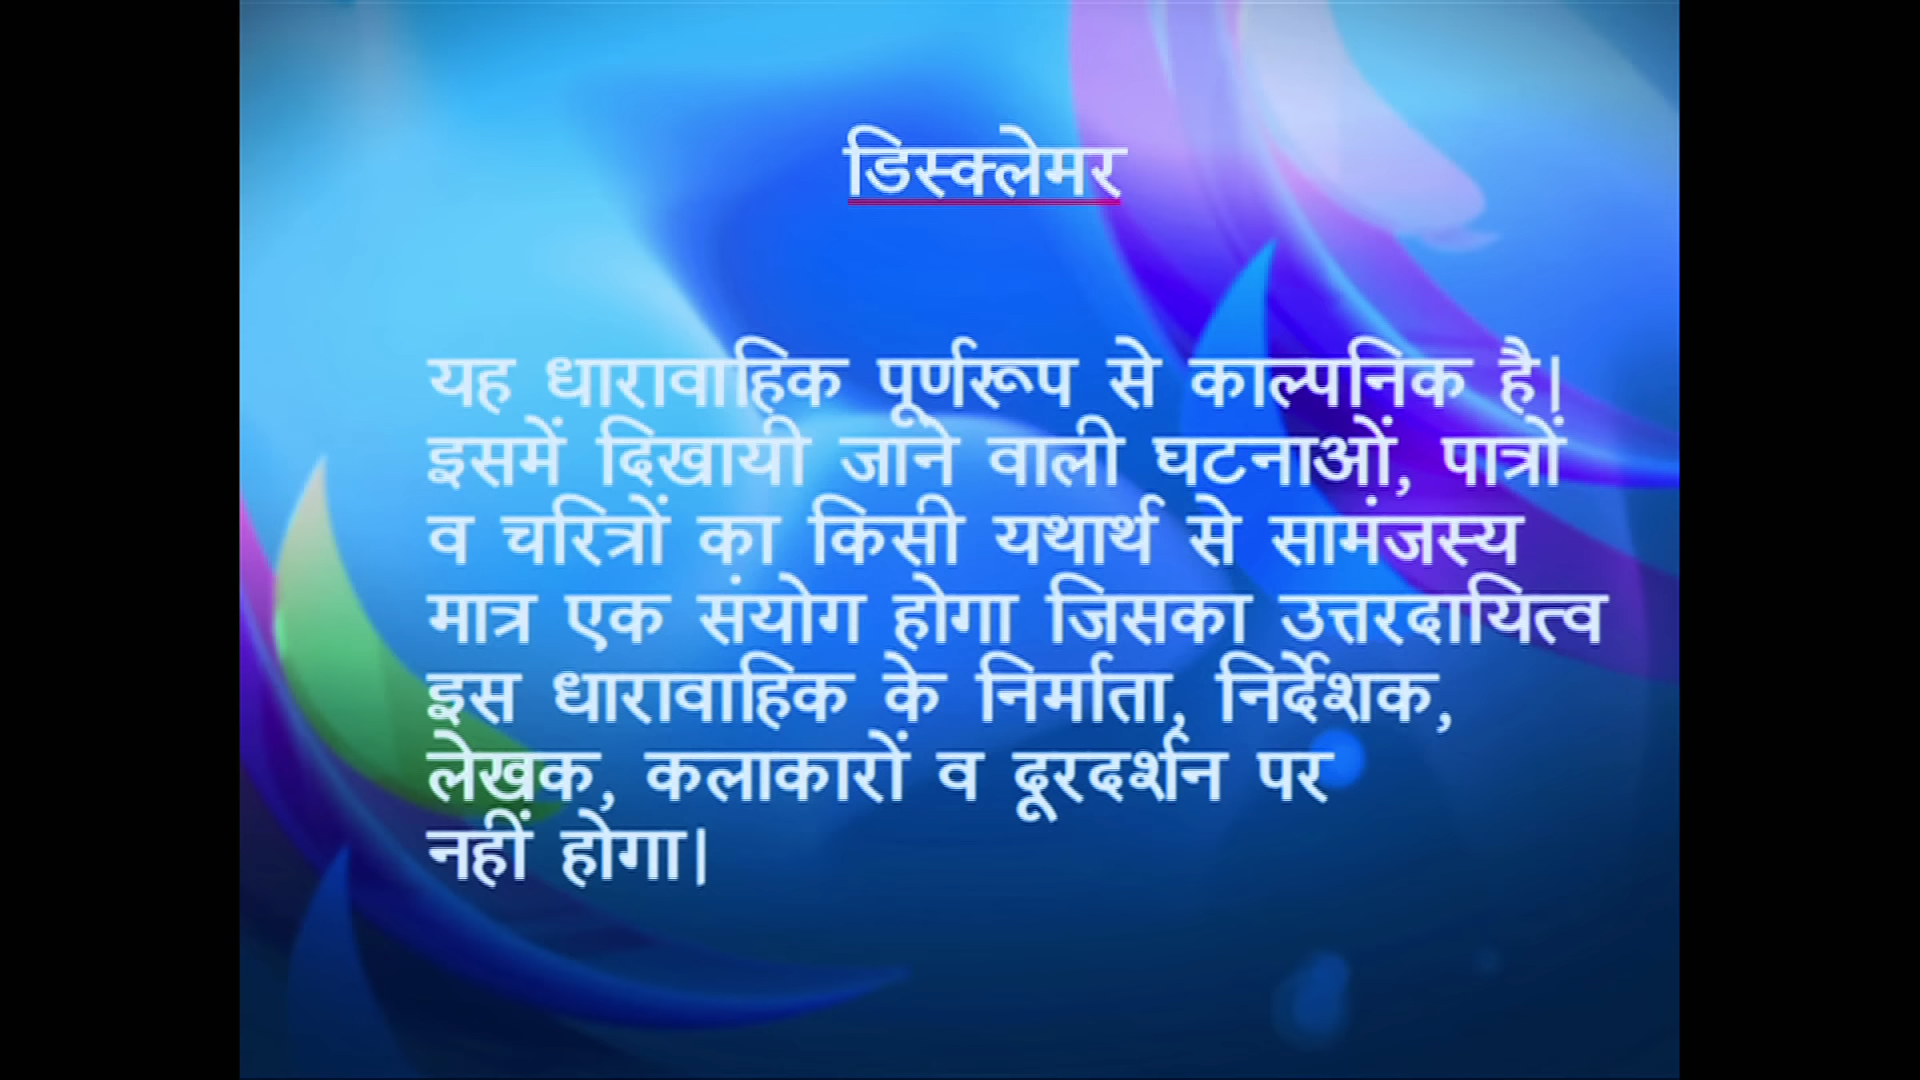 डिस्क्लेमर
यह धारावाहिक पूर्णरूप से काल्पनिक है।
इसमें दिखायी जाने वाली घटनाओं, पात्रों
व चरित्रों का किसी यथार्थ से सामंजस्य
मात्र एक संयोग होगा जिसका उत्तरदायित्व
इस धारावाहिक के निर्माता, निर्देशक,
लेखक, कलाकारों व दूरदर्शन पर
नहीं होगा।